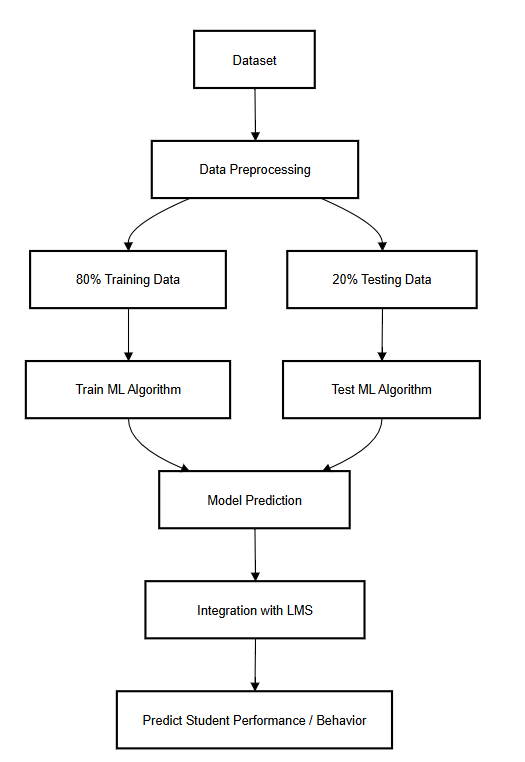 Dataset
Data Preprocessing
80% Training Data
20% Testing Data
Train ML Algorithm
Test ML Algorithm
Model Prediction
Integration with LMS
Predict Student Performance / Behavior